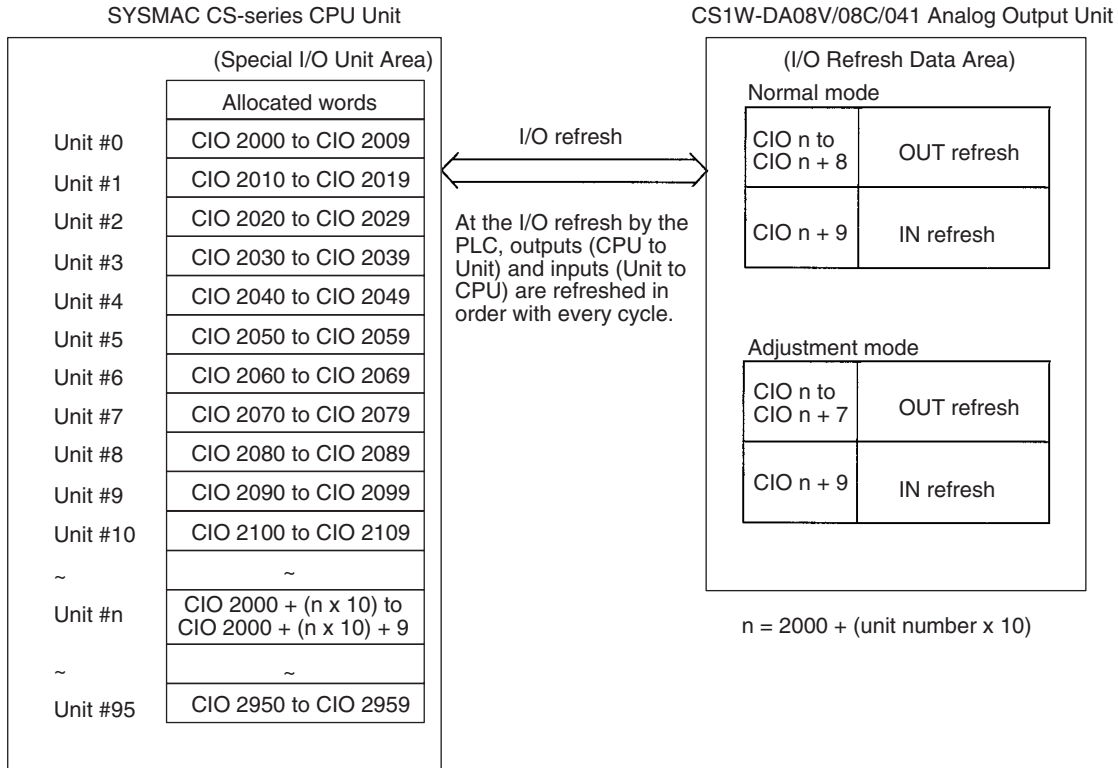 SYSMAC CS-series CPU Unit
(Special I/O Unit Area)
Allocated words
Unit #0 CIO 2000 to CIO 2009
Unit #1 CIO 2010 to CIO 2019
Unit #2 CIO 2020 to CIO 2029
Unit #3 CIO 2030 to CIO 2039
Unit #4 CIO 2040 to CIO 2049
Unit #5 CIO 2050 to CIO 2059
Unit #6 CIO 2060 to CIO 2069
Unit #7 CIO 2070 to CIO 2079
Unit #8 CIO 2080 to CIO 2089
Unit #9 CIO 2090 to CIO 2099
Unit #10 CIO 2100 to CIO 2109
~ ~
Unit #n CIO 2000 + (n x 10) to
CIO 2000 + (n x 10) + 9
~ ~
Unit #95 CIO 2950 to CIO 2959
I/O refresh
At the I/O refresh by the
PLC, outputs (CPU to
Unit) and inputs (Unit to
CPU) are refreshed in
order with every cycle.
CS1W-DA08V/08C/041 Analog Output Unit
(I/O Refresh Data Area)
Normal mode
CIO n to
CIO n + 8 OUT refresh
CIO n + 9 IN refresh
Adjustment mode
CIO n to
CIO n + 7 OUT refresh
CIO n + 9 IN refresh
n = 2000 + (unit number x 10)